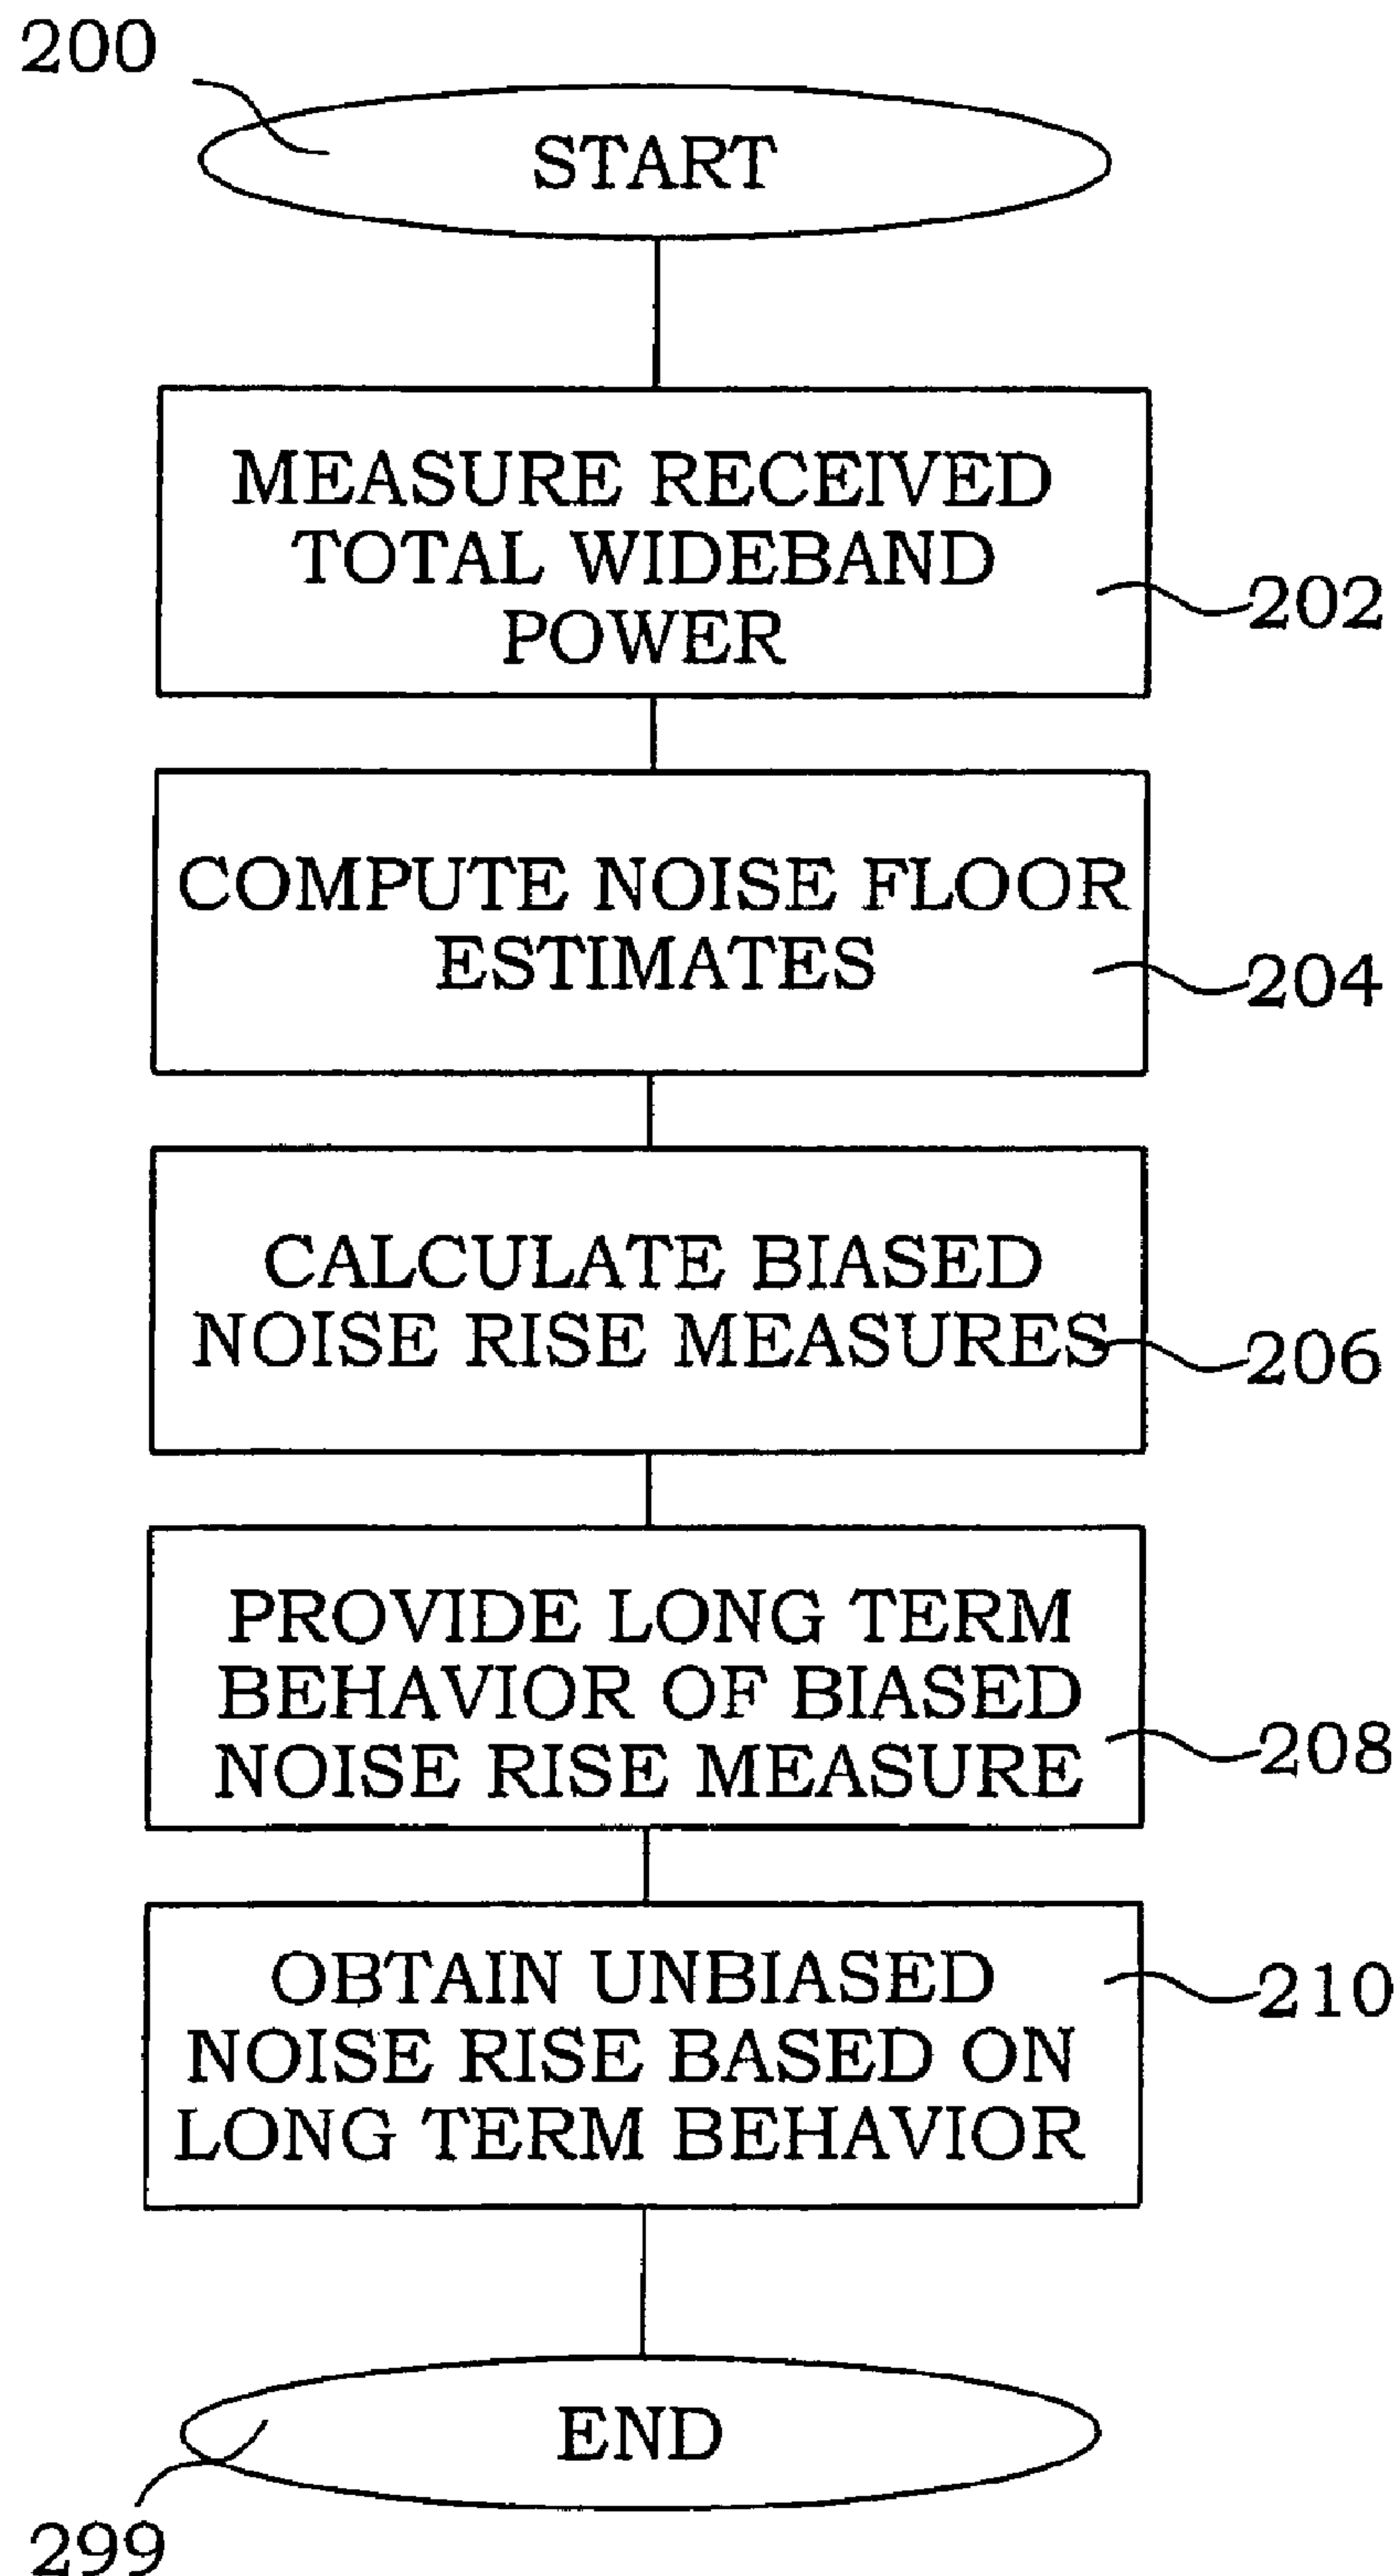 200
START
MEASURE RECEIVED
TOTAL WIDEBAND
POWER
202
COMPUTE NOISE FLOOR
ESTIMATES
204
CALCULATE BIASED
NOISE RISE MEASURES
206
PROVIDE LONG TERM
BEHAVIOR OF BIASED
NOISE RISE MEASURE
208
OBTAIN UNBIASED
NOISE RISE BASED ON
LONG TERM BEHAVIOR
210
END
299